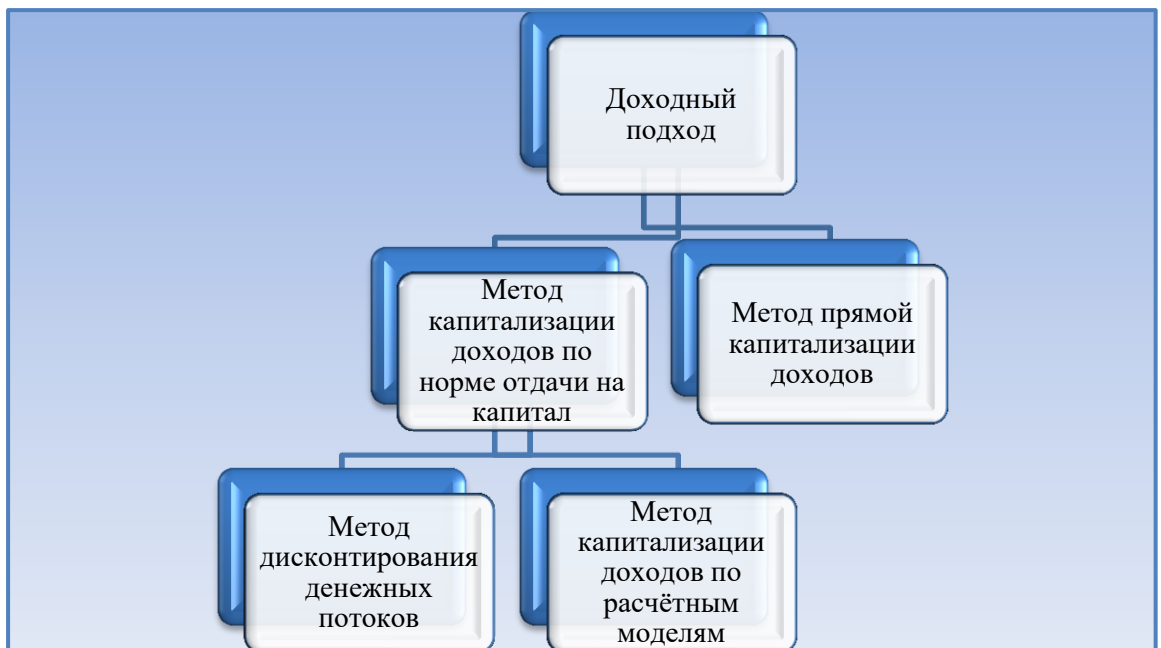 Доходный
подход
Метод
капитализации
доходов по
норме отдачи на
капитал
Метод прямой
капитализации
доходов
Метод
дисконтирования
денежных
потоков
Метод
капитализации
доходов по
расчётным
моделям